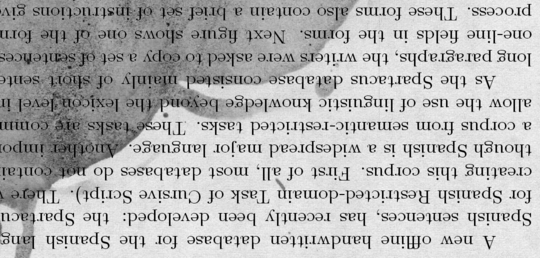 A new offline handwritten database for the Spanish lang
Spanish sentences, has recently been developed: the Spartacu
for Spanish Restricted-domain Task of Cursive Script). There
creating this corpus. First of all, most databases do not contai
though Spanish is a widespread major language. Another impor
a corpus from semantic-restricted tasks. These tasks are comm
allow the use of linguistic knowledge beyond the lexicon level in
As the Spartacus database consisted mainly of short sente
long paragraphs, the writers were asked to copy a set of sentences
one-line fields in the forms. Next figure shows one of the form
process. These forms also contain a brief set of instructions give